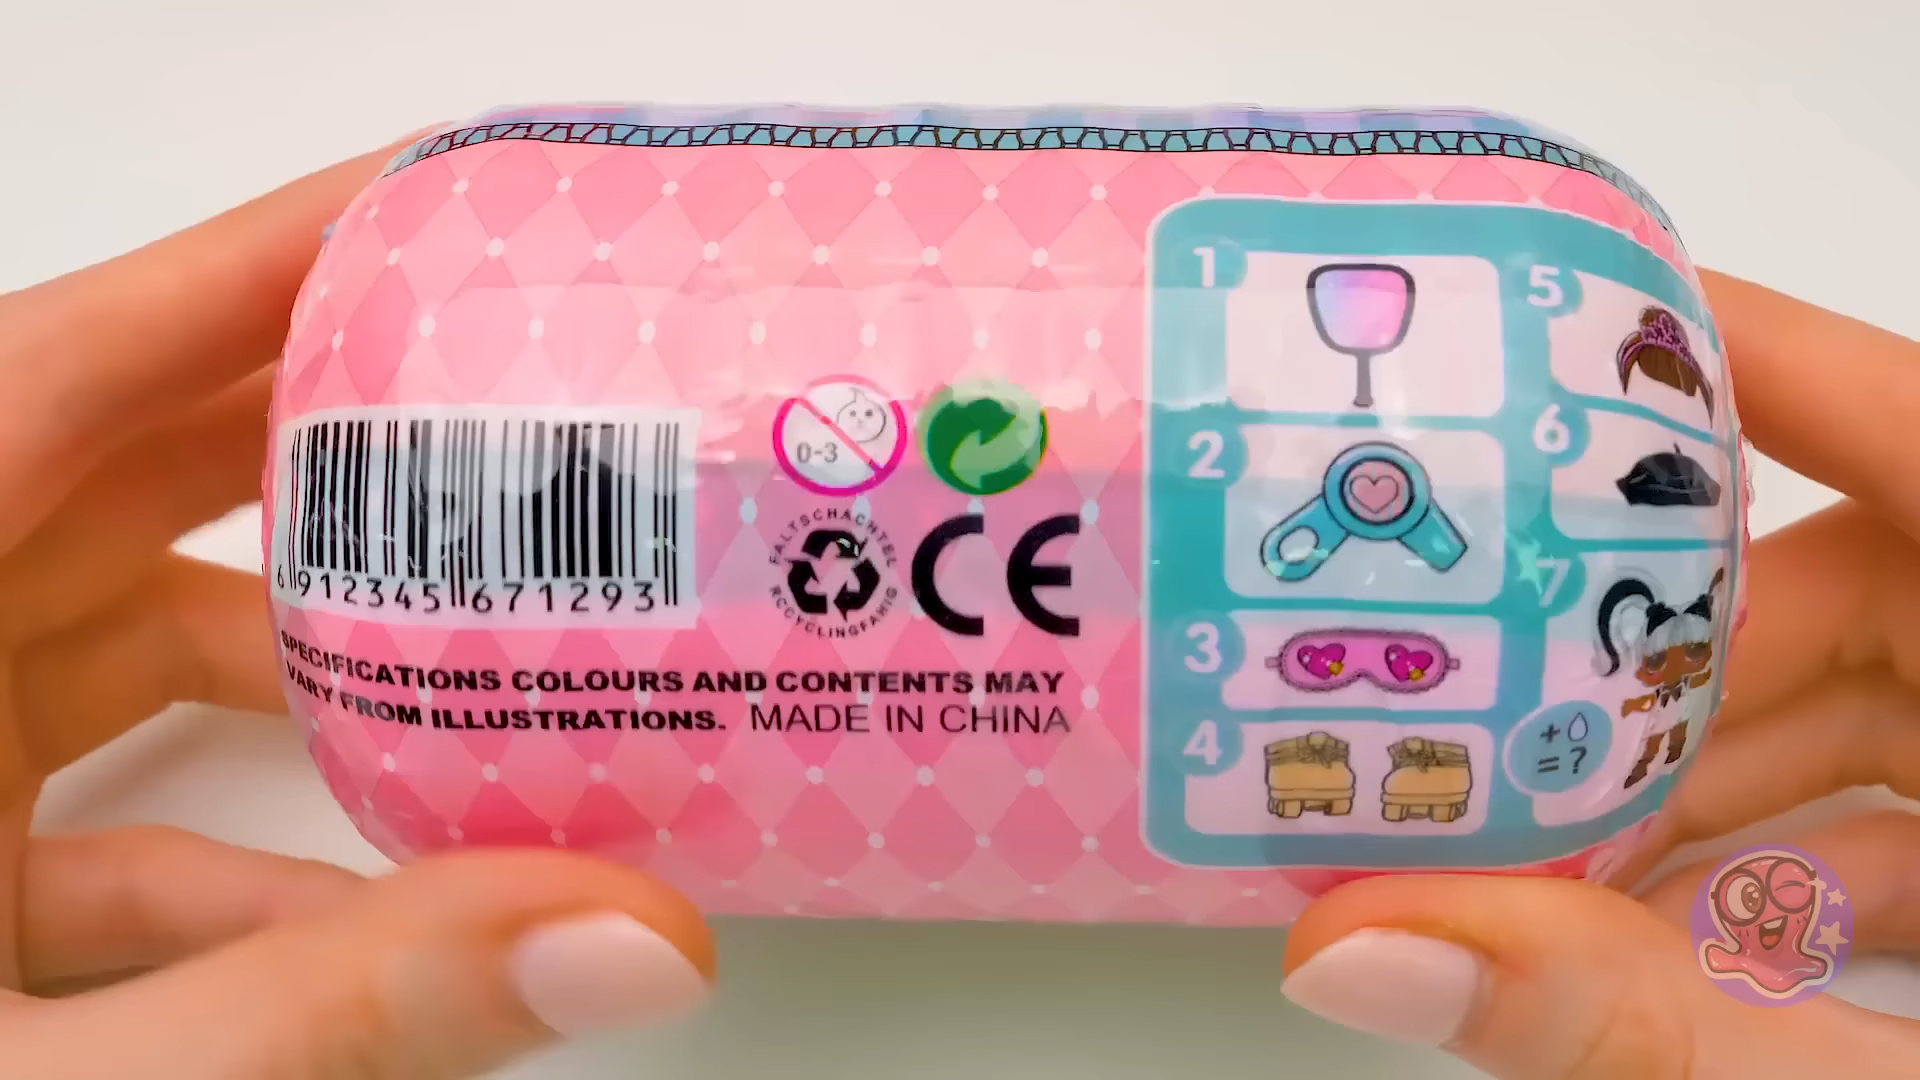 0-3
FALTSCHACHTEL
RCCYCLINGFAHIG
CE
6 912345 671293
SPECIFICATIONS COLOURS AND CONTENTS MAY
VARY FROM ILLUSTRATIONS. MADE IN CHINA
1
2
3
4
5
6
7
+
= ?